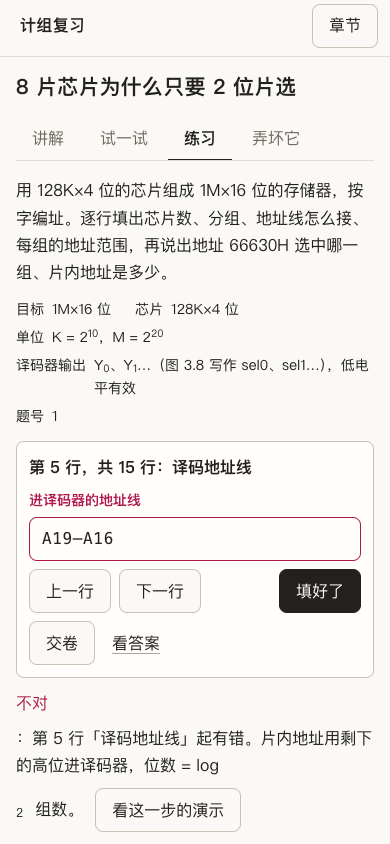 计组复习
章节
8 片芯片为什么只要 2 位片选
讲解 试一试 练习 弄坏它
用 128K×4 位的芯片组成 1M×16 位的存储器，按
字编址。逐行填出芯片数、分组、地址线怎么接、
每组的地址范围，再说出地址 66630H 选中哪一
组、片内地址是多少。
目标 1M×16 位 芯片 128K×4 位
单位 K = 2¹⁰，M = 2²⁰
译码器输出 Y₀、Y₁…（图 3.8 写作 sel0、sel1…），低电
平有效
题号 1
第 5 行，共 15 行：译码地址线
进译码器的地址线
A19—A16
上一行 下一行 填好了
交卷 看答案
不对
：第 5 行「译码地址线」起有错。片内地址用剩下
的高位进译码器，位数 = log
₂ 组数。 看这一步的演示